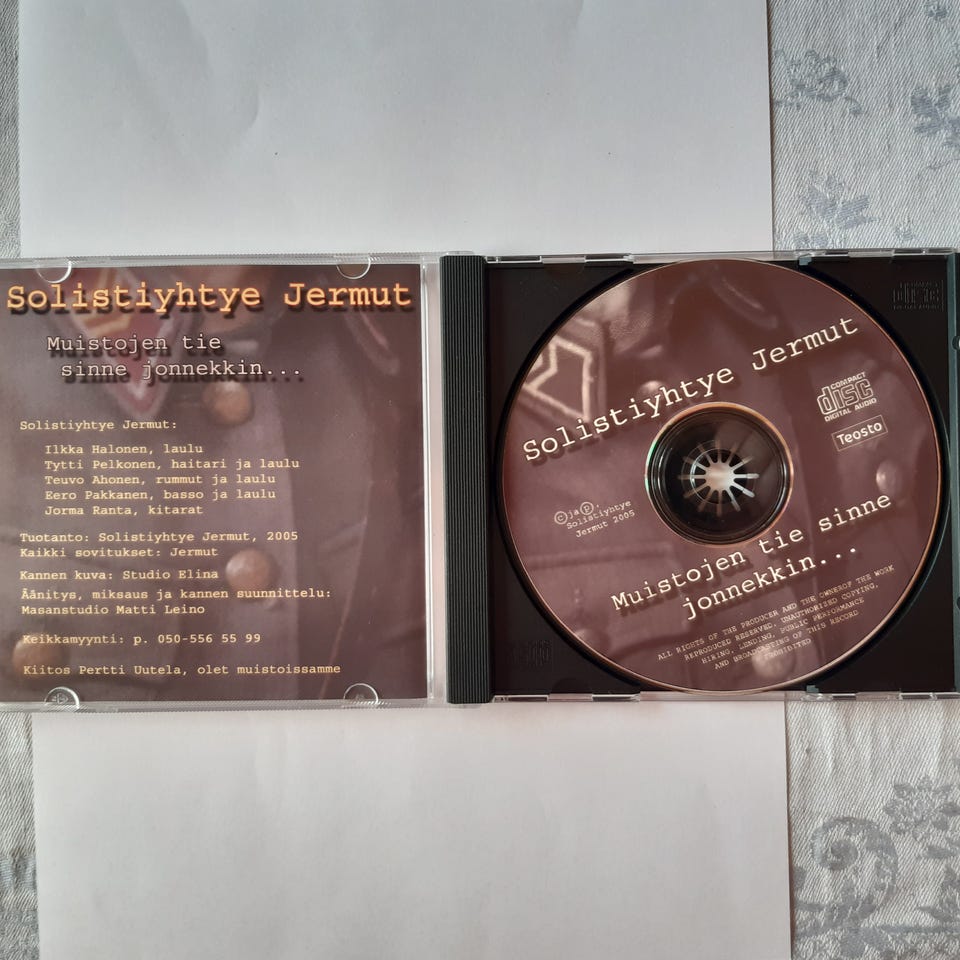 Solistiyhtye Jermut
Muistojen tie
sinne jonnekkin...
Solistiyhtye Jermut:
Ilkka Halonen, laulu
Tytti Pelkonen, haitari ja laulu
Teuvo Ahonen, rummut ja laulu
Eero Pakkanen, basso ja laulu
Jorma Ranta, kitarat
Tuotanto: Solistiyhtye Jermut, 2005
Kaikki sovitukset: Jermut
Kannen kuva: Studio Elina
Äänitys, miksaus ja kannen suunnittelu:
Masanstudio Matti Leino
Keikkamyynti: p. 050-556 55 99
Kiitos Pertti Uutela, olet muistoissamme
Solistiyhtye Jermut
COMPACT
disc
DIGITAL AUDIO
Teosto
©ja℗,
Solistiyhtye
Jermut 2005
Muistojen tie sinne
jonnekkin...
ALL RIGHTS OF THE PRODUCER AND THE OWNEROF THE WORK
REPRODUCED RESERVED. UNAUTHORIZED COPYING,
HIRING, LENDING, PUBLIC PERFORMANCE
AND BROADCASTING OF THIS RECORD
PROHIBITED